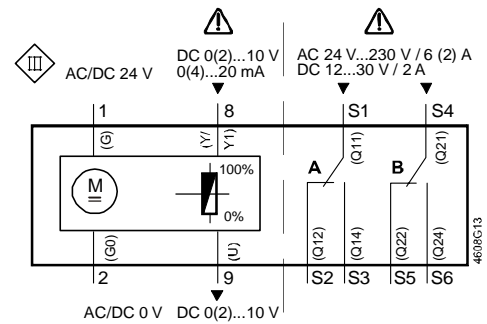 DC 0(2)...10 V
0(4)...20 mA
AC 24 V...230 V / 6 (2) A
DC 12...30 V / 2 A
III
AC/DC 24 V
1
8
S1
S4
(G)
(Y/
Y1)
(Q11)
(Q21)
M
100%
0%
A
B
(G0)
(U)
(Q12)
(Q14)
(Q22)
(Q24)
2
9
S2
S3
S5
S6
AC/DC 0 V
DC 0(2)...10 V
4608G13